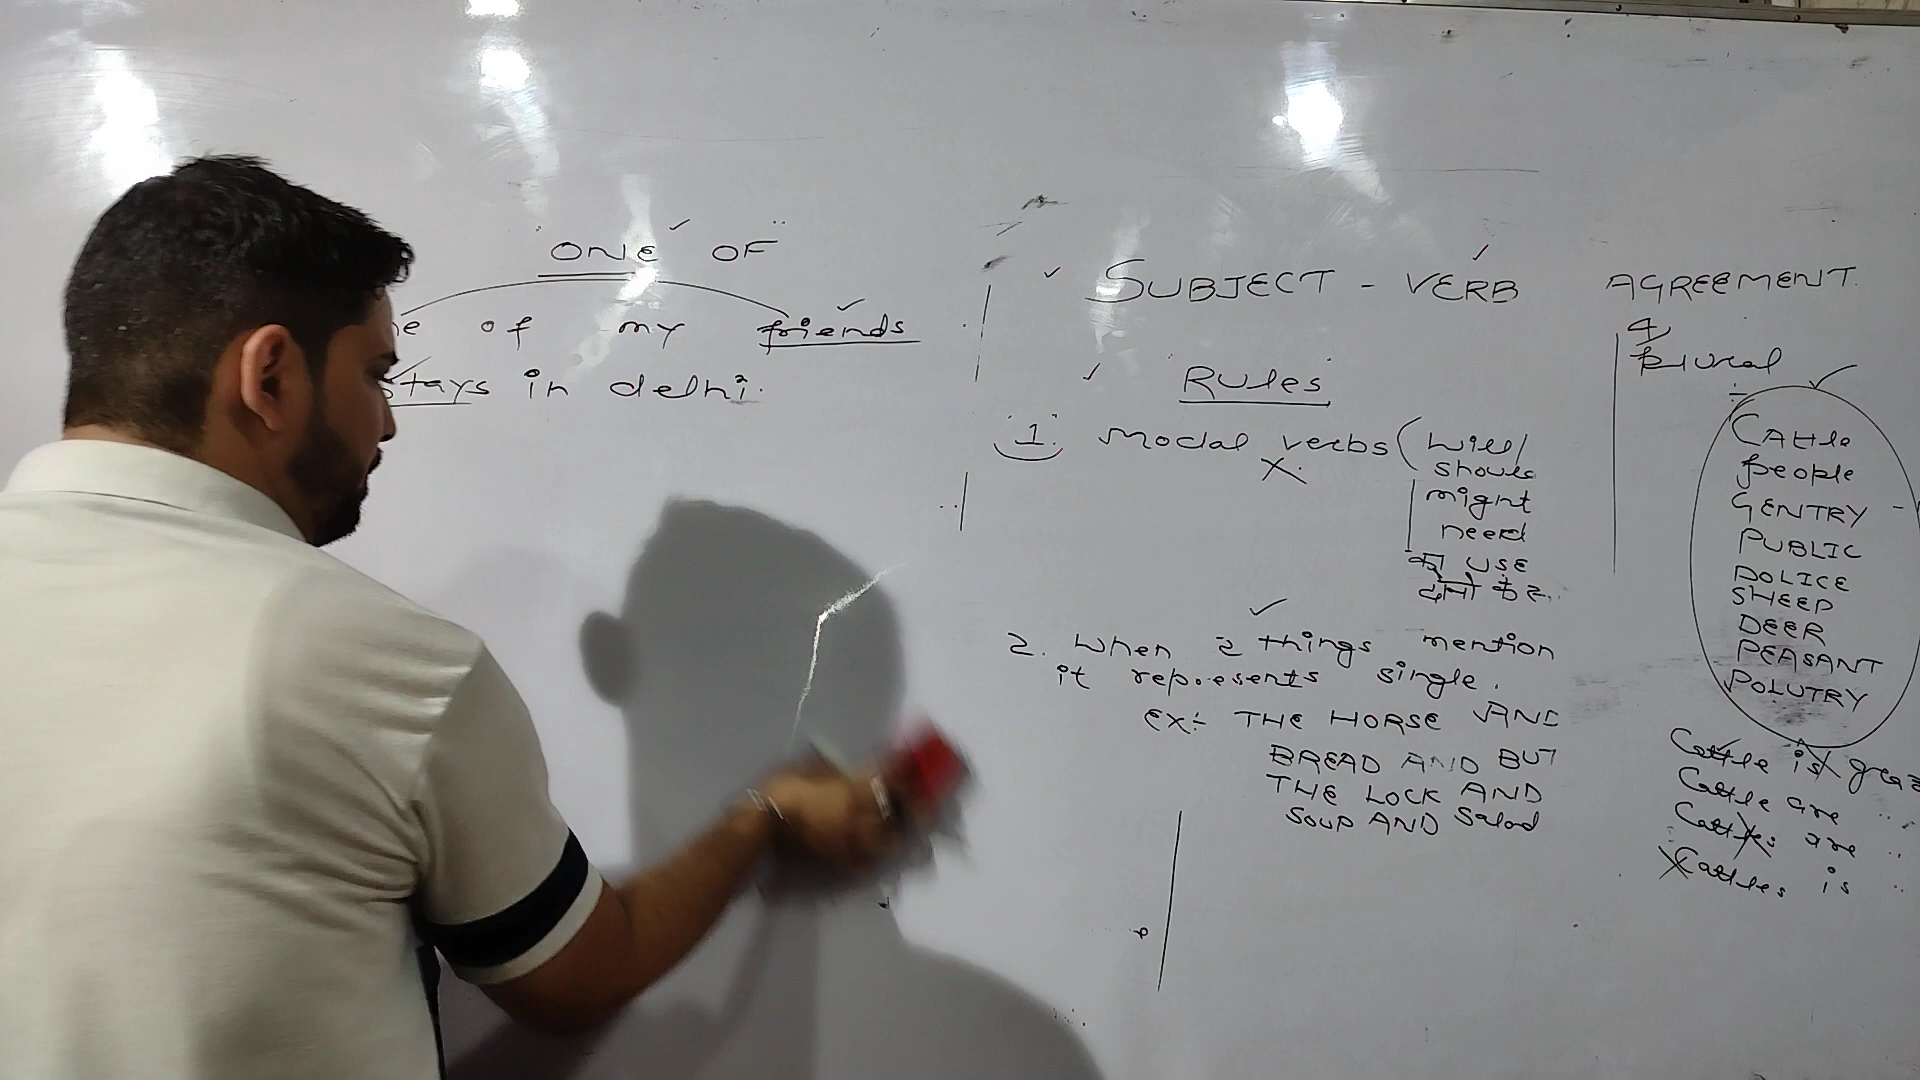 ONE OF
of my friends
stays in delhi.
SUBJECT - VERB AGREEMENT.
RULES
1. Modal verbs (will/
should
might
need
का USE
2. When 2 things mention
it represents single.
EX:- THE HORSE AND
BREAD AND BUT
THE LOCK AND
SOUP AND Salad
4
plural
Cattle
people
GENTRY -
PUBLIC
POLICE
SHEEP
DEER
PEASANT
POLUTRY
Cattle is graz
Cattle are ...
Cattles are ..
Cattles is ..